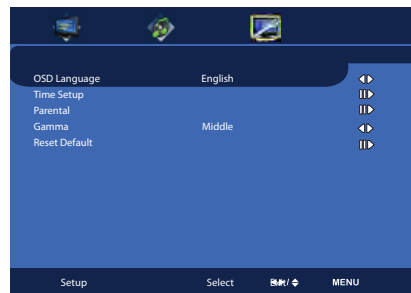 OSD Language English
Time Setup
Parental
Gamma Middle
Reset Default
Setup Select MENU